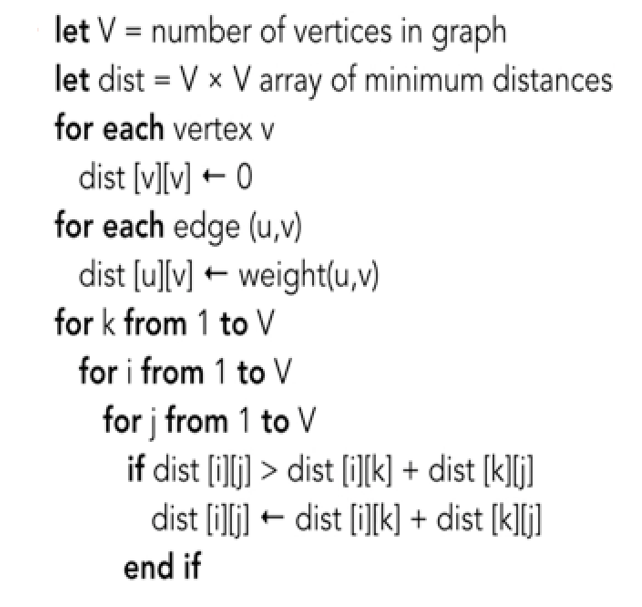 let V = number of vertices in graph
let dist = V × V array of minimum distances
for each vertex v
dist [v][v] ← 0
for each edge (u,v)
dist [u][v] ← weight(u,v)
for k from 1 to V
for i from 1 to V
for j from 1 to V
if dist [i][j] > dist [i][k] + dist [k][j]
dist [i][j] ← dist [i][k] + dist [k][j]
end if